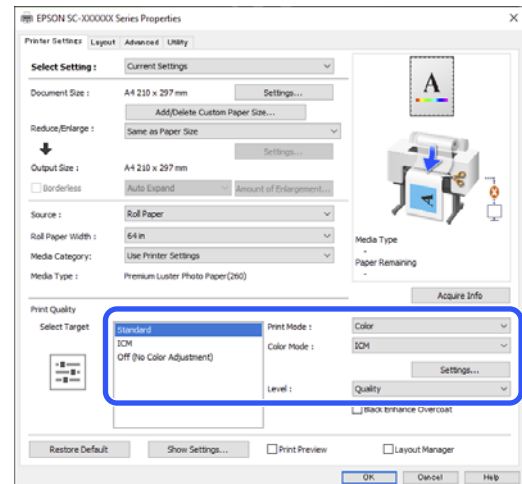 EPSON SC-XXXXXX Series Properties
Printer Settings Layout Advanced Utility
Select Setting : Current Settings
Document Size : A4 210 x 297 mm Settings...
Add/Delete Custom Paper Size...
Reduce/Enlarge : Same as Paper Size
Settings...
Output Size : A4 210 x 297 mm
Borderless Auto Expand Amount of Enlargement...
Source : Roll Paper
Roll Paper Width : 64 in
Media Category: Use Printer Settings
Media Type : Premium Luster Photo Paper(260)
A
A
Media Type
-
Paper Remaining
-
Acquire Info
Print Quality
Select Target
Standard
ICM
Off (No Color Adjustment)
Print Mode : Color
Color Mode : ICM
Settings...
Level : Quality
Black Enhance Overcoat
Restore Default Show Settings... Print Preview Layout Manager
OK Cancel Help